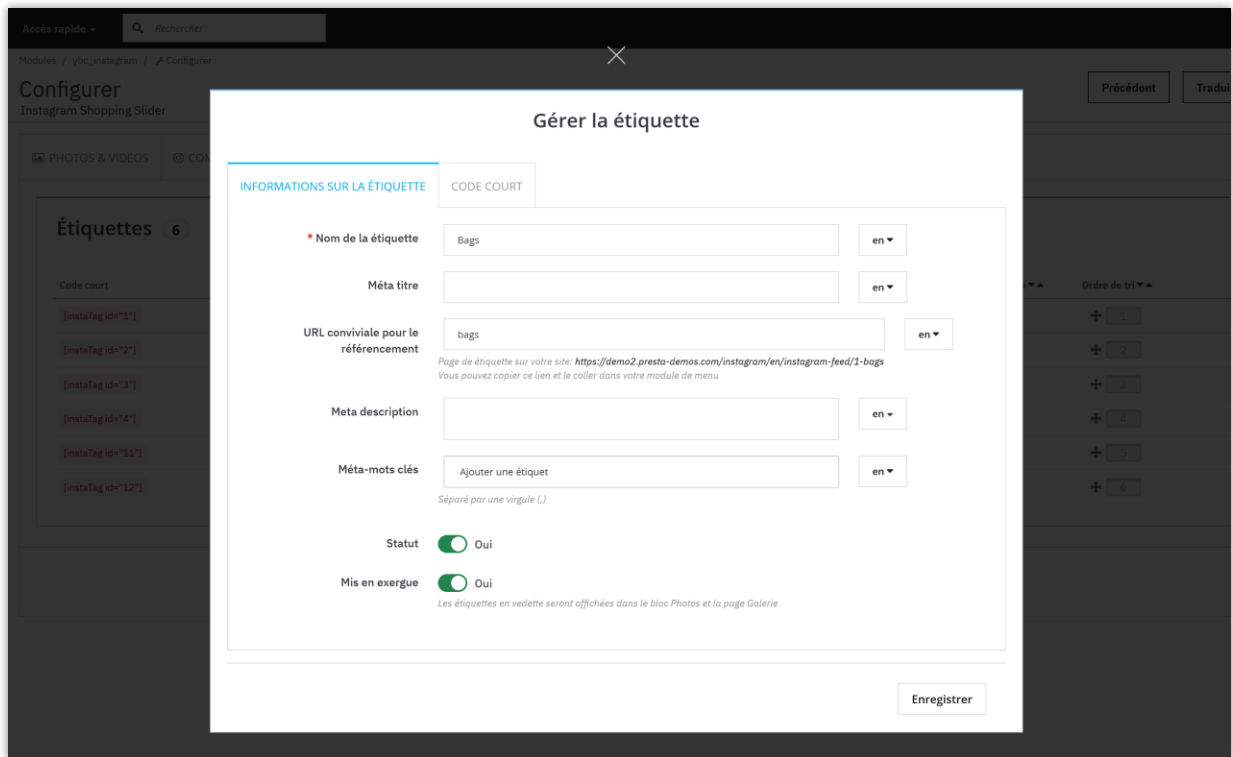 Accès rapide
Rechercher
Modules / ybc_instagram / Configurer
Configurer
Instagram Shopping Slider
Précédent
PHOTOS & VIDÉOS
Étiquettes 6
Code court
Ordre de tri
[instaTag id="1"]
1
[instaTag id="2"]
2
[instaTag id="3"]
3
[instaTag id="4"]
4
[instaTag id="11"]
5
[instaTag id="12"]
6
Gérer la étiquette
INFORMATIONS SUR LA ÉTIQUETTE
CODE COURT
* Nom de la étiquette
Bags
en
Méta titre
en
URL conviviale pour le
référencement
bags
en
Page de étiquette sur votre site: https://demo2.presta-demos.com/instagram/en/instagram-feed/1-bags
Vous pouvez copier ce lien et le coller dans votre module de menu
Meta description
en
Méta-mots clés
Ajouter une étiquet
en
Séparé par une virgule (,)
Statut
Oui
Mis en exergue
Oui
Les étiquettes en vedette seront affichées dans le bloc Photos et la page Galerie
Enregistrer